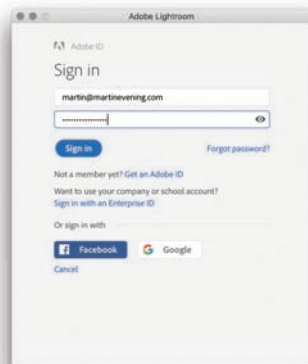 Adobe Lightroom
Adobe ID
Sign in
martin@martinevening.com
••••••••••••••••
Sign in Forgot password?
Not a member yet? Get an Adobe ID
Want to use your company or school account?
Sign in with an Enterprise ID
Or sign in with
Facebook Google
Cancel